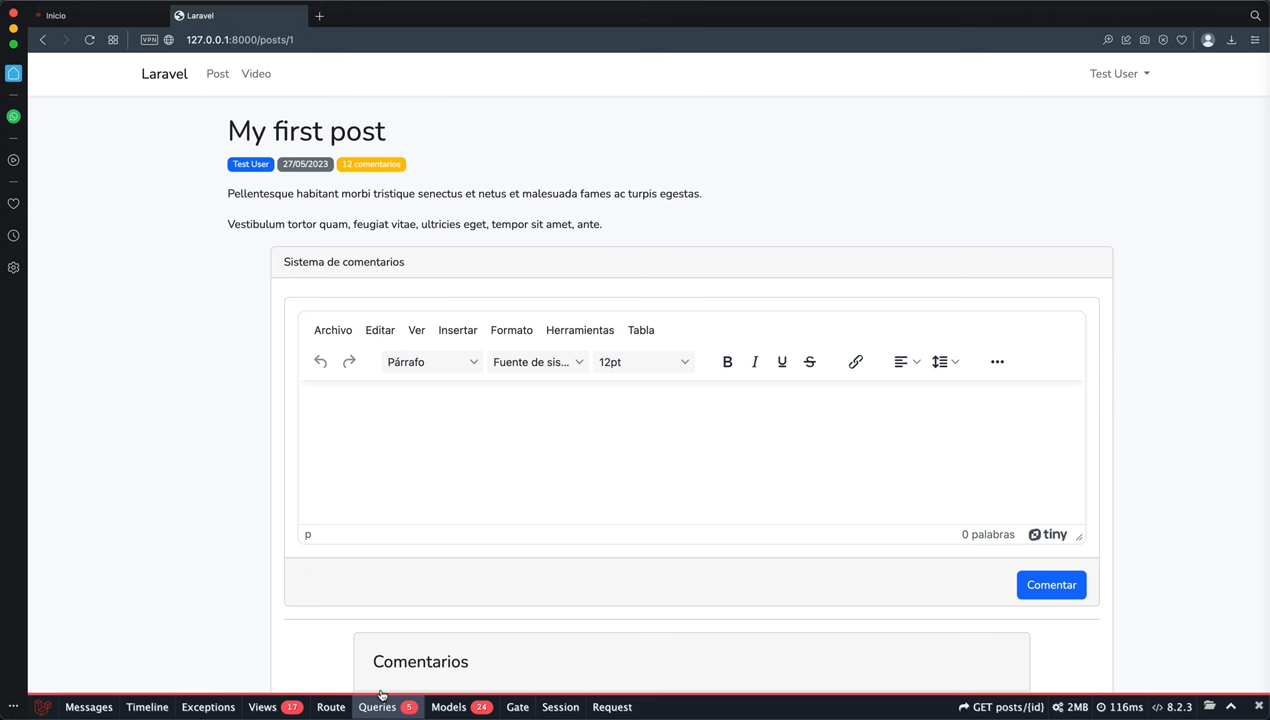 Inicio
Laravel
VPN
127.0.0.1:8000/posts/1
Laravel Post Video Test User
My first post
Test User 27/05/2023 12 comentarios
Pellentesque habitant morbi tristique senectus et netus et malesuada fames ac turpis egestas.
Vestibulum tortor quam, feugiat vitae, ultricies eget, tempor sit amet, ante.
Sistema de comentarios
Archivo Editar Ver Insertar Formato Herramientas Tabla
Párrafo Fuente de sis... 12pt B I U S
p 0 palabras tiny
Comentar
Comentarios
Messages Timeline Exceptions Views 17 Route Queries 5 Models 24 Gate Session Request GET posts/{id} 2MB 116ms 8.2.3